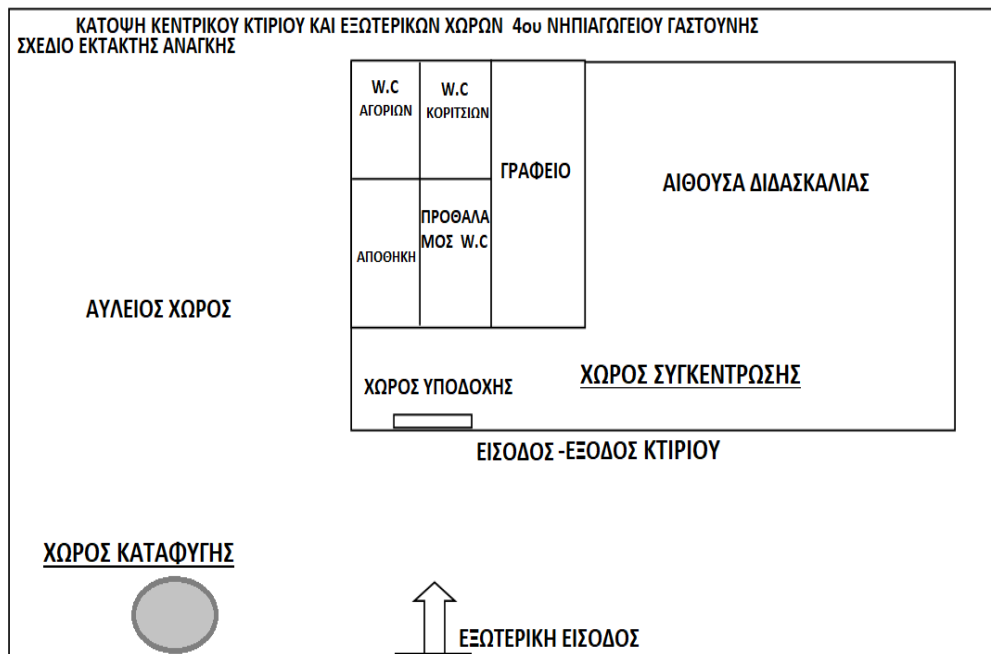 ΚΑΤΟΨΗ ΚΕΝΤΡΙΚΟΥ ΚΤΙΡΙΟΥ ΚΑΙ ΕΞΩΤΕΡΙΚΩΝ ΧΩΡΩΝ 4ου ΝΗΠΙΑΓΩΓΕΙΟΥ ΓΑΣΤΟΥΝΗΣ
ΣΧΕΔΙΟ ΕΚΤΑΚΤΗΣ ΑΝΑΓΚΗΣ
W.C
ΑΓΟΡΙΩΝ
W.C
ΚΟΡΙΤΣΙΩΝ
ΓΡΑΦΕΙΟ
ΑΙΘΟΥΣΑ ΔΙΔΑΣΚΑΛΙΑΣ
ΑΠΟΘΗΚΗ
ΠΡΟΘΑΛΑ
ΜΟΣ W.C
ΑΥΛΕΙΟΣ ΧΩΡΟΣ
ΧΩΡΟΣ ΥΠΟΔΟΧΗΣ
ΧΩΡΟΣ ΣΥΓΚΕΝΤΡΩΣΗΣ
ΕΙΣΟΔΟΣ -ΕΞΟΔΟΣ ΚΤΙΡΙΟΥ
ΧΩΡΟΣ ΚΑΤΑΦΥΓΗΣ
ΕΞΩΤΕΡΙΚΗ ΕΙΣΟΔΟΣ